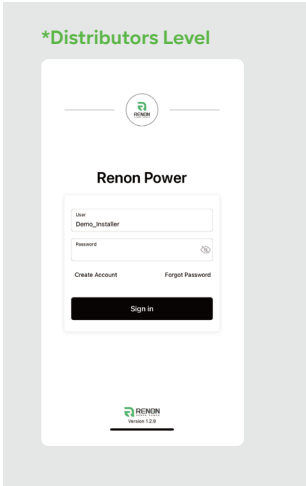 *Distributors Level
RENON
Renon Power
User
Demo_Installer
Password
Create Account
Forgot Password
Sign in
RENON
Version 1.2.9